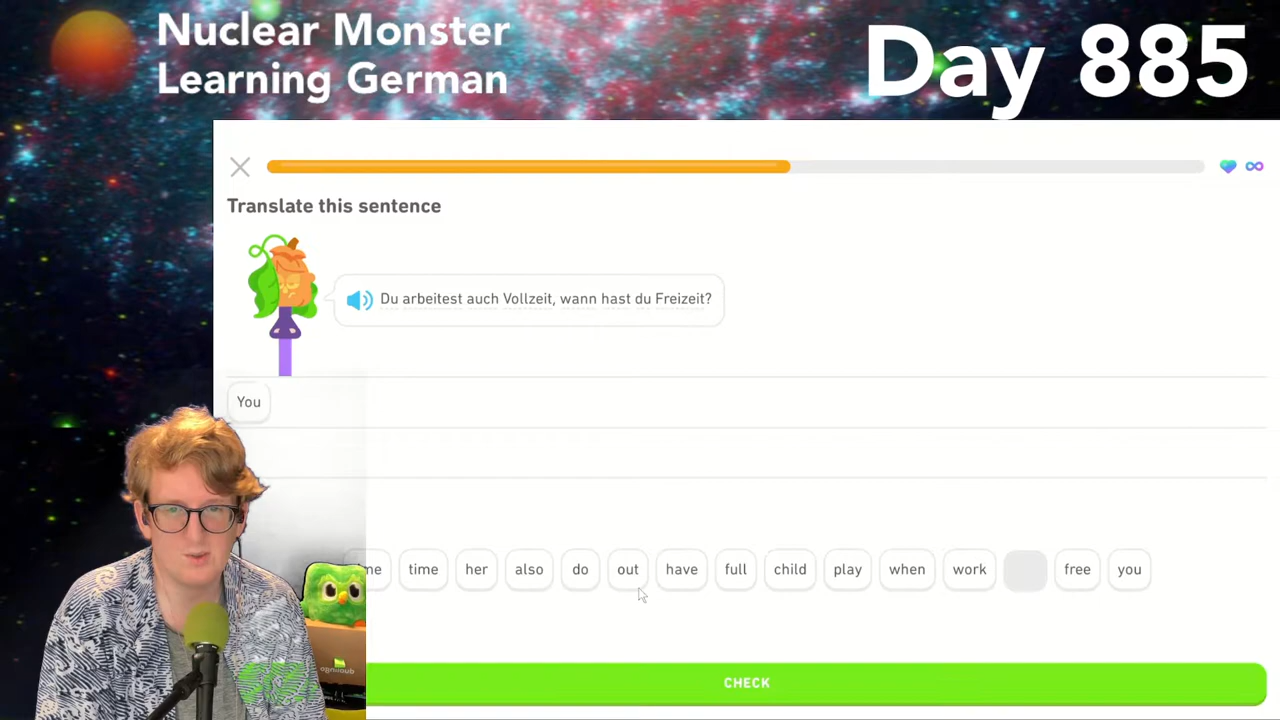 Nuclear Monster
Learning German
Day 885
Translate this sentence
Du arbeitest auch Vollzeit, wann hast du Freizeit?
You
me time her also do out have full child play when work free you
CHECK